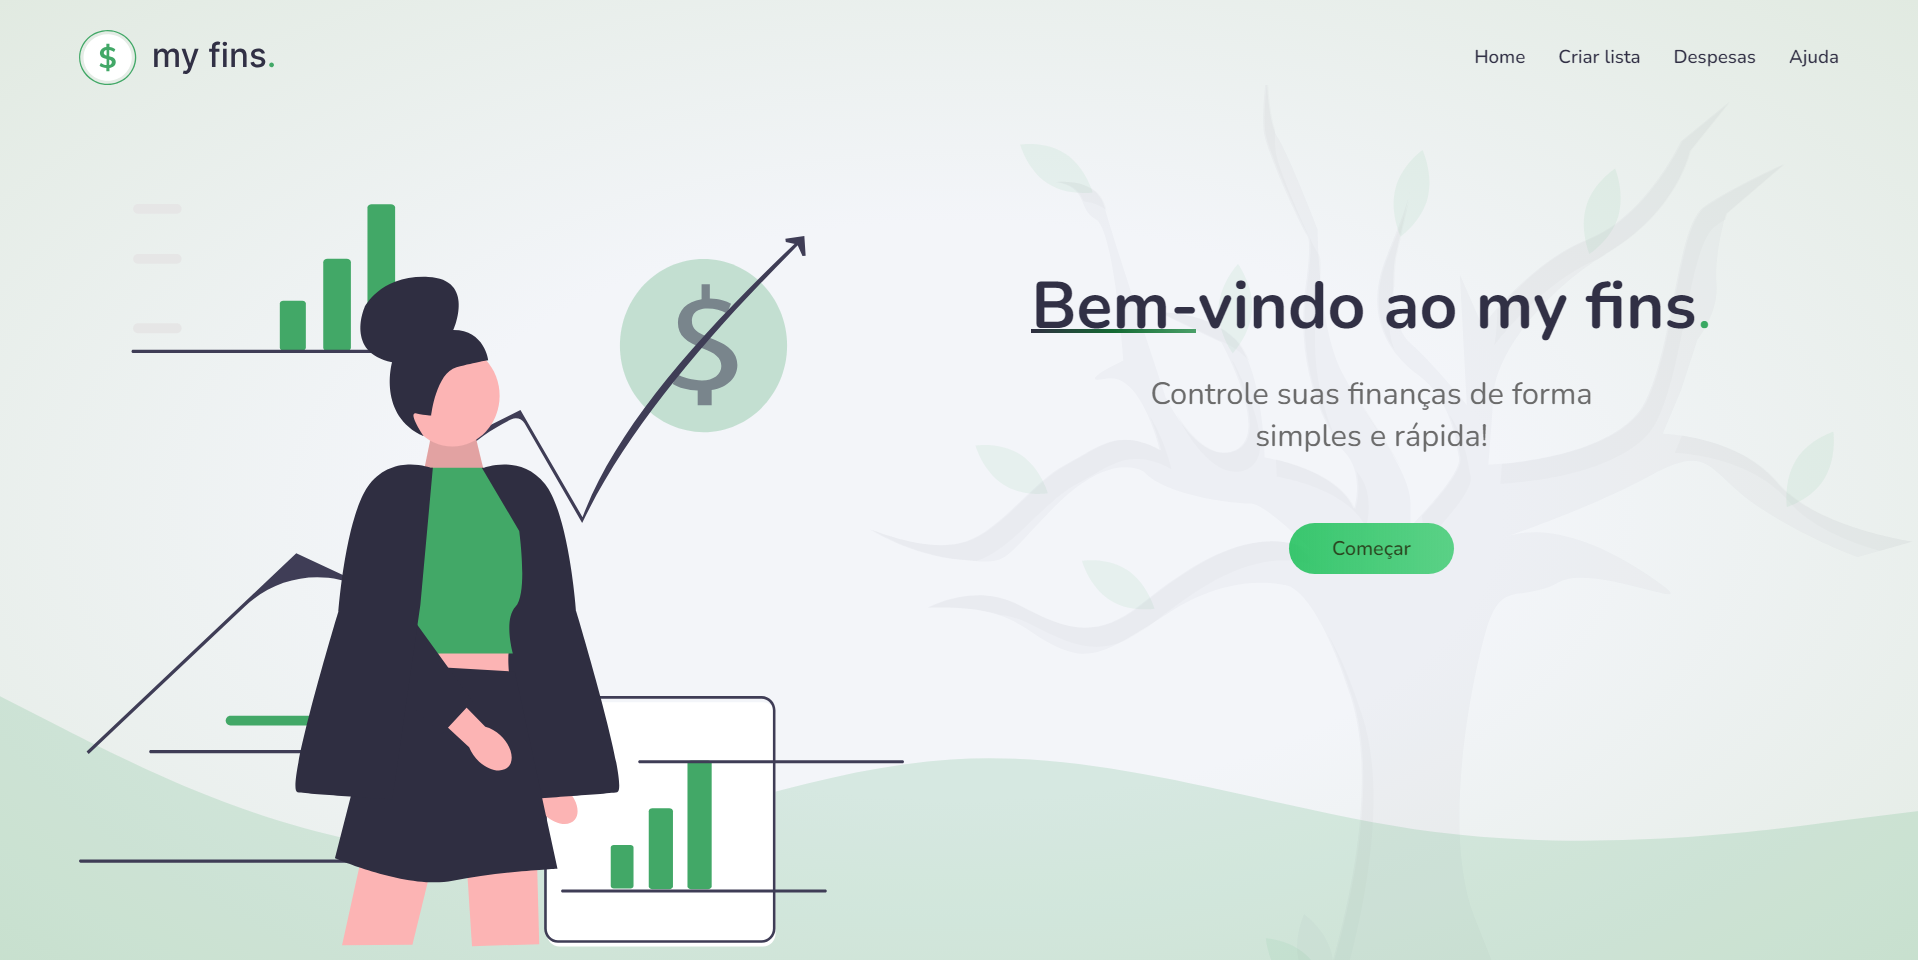 $ my fins.
Home Criar lista Despesas Ajuda
$
Bem-vindo ao my fins.
Controle suas finanças de forma
simples e rápida!
Começar